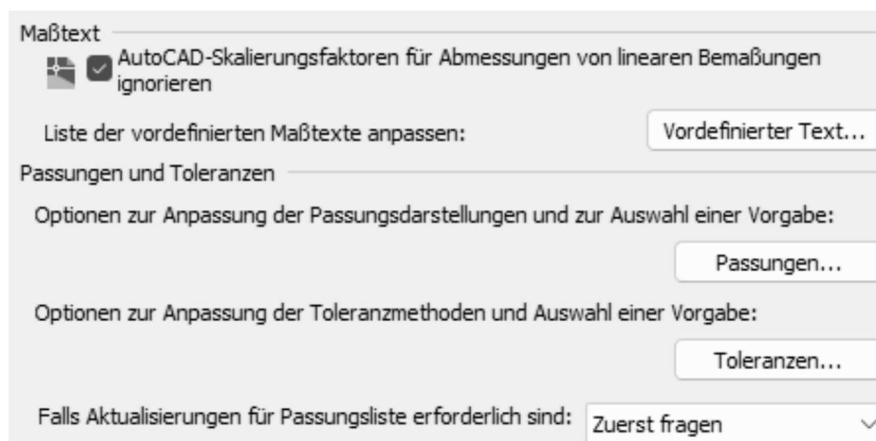 Maßtext
AutoCAD-Skalierungsfaktoren für Abmessungen von linearen Bemaßungen
ignorieren
Liste der vordefinierten Maßtexte anpassen: Vordefinierter Text...
Passungen und Toleranzen
Optionen zur Anpassung der Passungsdarstellungen und zur Auswahl einer Vorgabe:
Passungen...
Optionen zur Anpassung der Toleranzmethoden und Auswahl einer Vorgabe:
Toleranzen...
Falls Aktualisierungen für Passungsliste erforderlich sind: Zuerst fragen